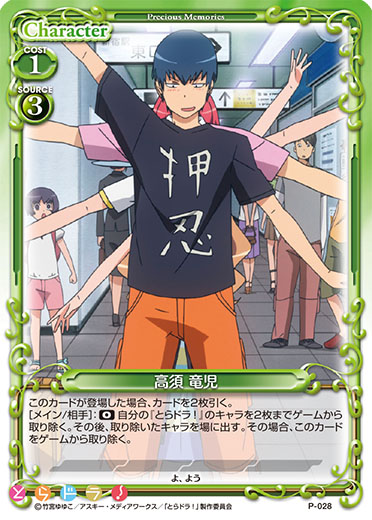 Precious Memories
Character
COST
1
SOURCE
3
東口
押
忍
高須 竜児
このカードが登場した場合、カードを2枚引く。
[メイン/相手]: 自分の『とらドラ！』のキャラを2枚までゲームから
取り除く。その後、取り除いたキャラを場に出す。その場合、このカード
をゲームから取り除く。
よ、よう
とらドラ！
©竹宮ゆゆこ／アスキー・メディアワークス／「とらドラ！」製作委員会
P-028